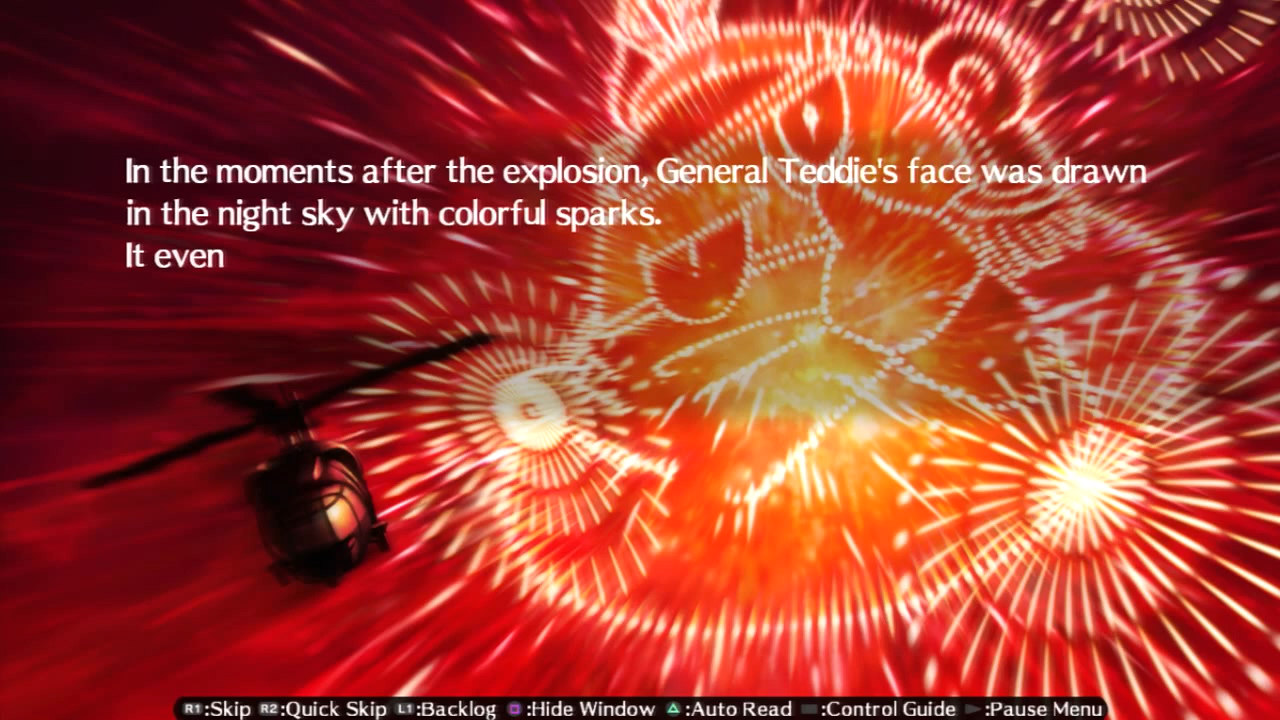 In the moments after the explosion, General Teddie's face was drawn
in the night sky with colorful sparks.
It even
R1:Skip R2:Quick Skip L1:Backlog :Hide Window :Auto Read :Control Guide :Pause Menu